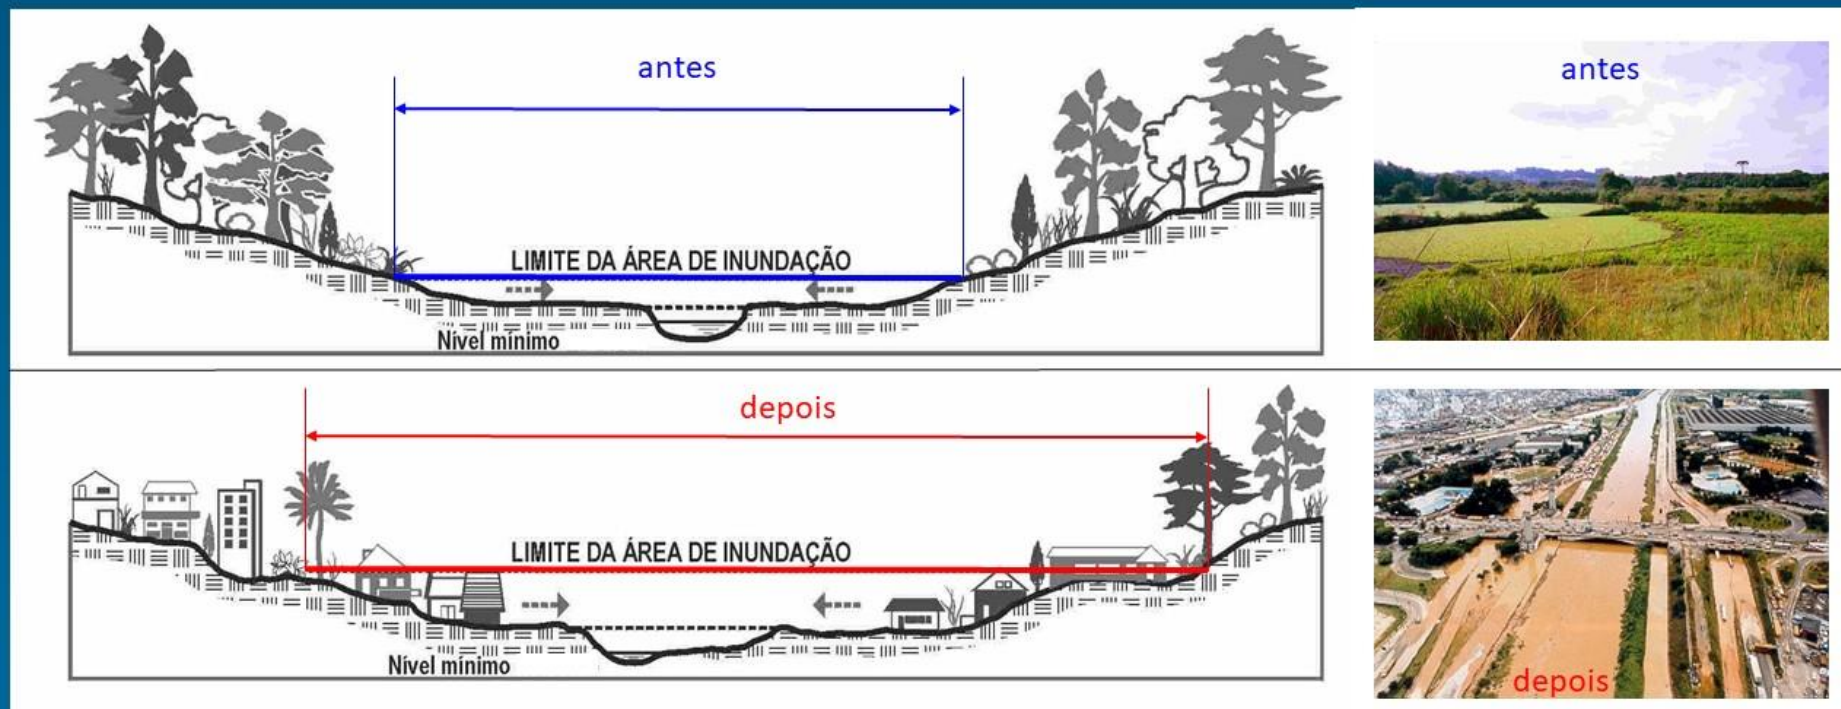 antes
LIMITE DA ÁREA DE INUNDAÇÃO
Nível mínimo
antes
depois
LIMITE DA ÁREA DE INUNDAÇÃO
Nível mínimo
depois